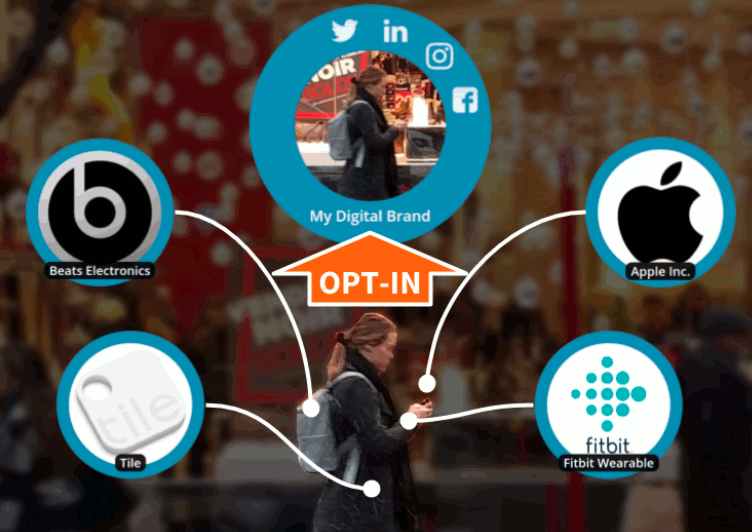 in
NOIR
My Digital Brand
Beats Electronics
Apple Inc.
OPT-IN
tile
Tile
fitbit
Fitbit Wearable